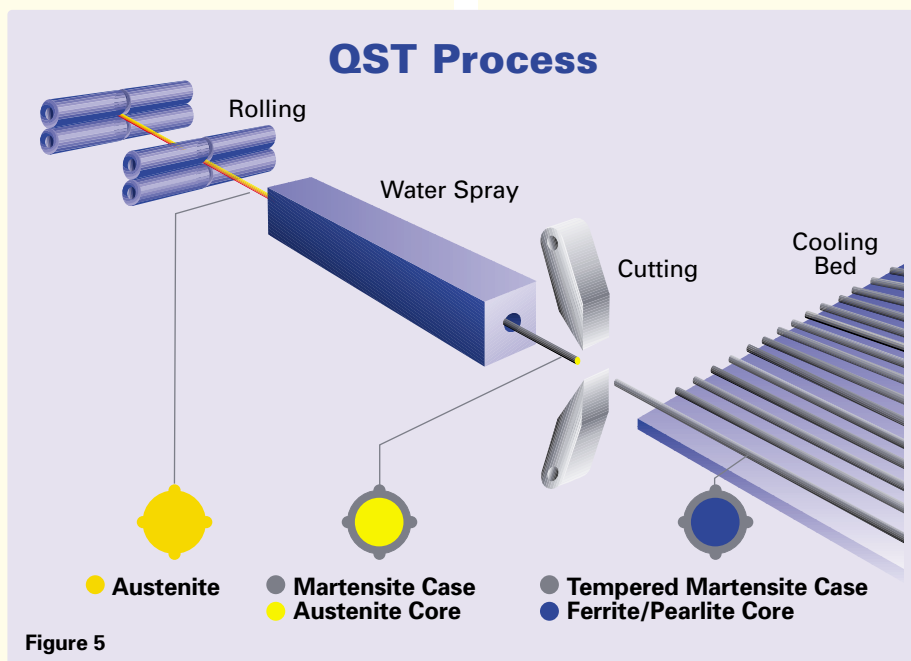 QST Process
Rolling
Water Spray
Cutting
Cooling
Bed
Austenite
Martensite Case
Austenite Core
Tempered Martensite Case
Ferrite/Pearlite Core
Figure 5